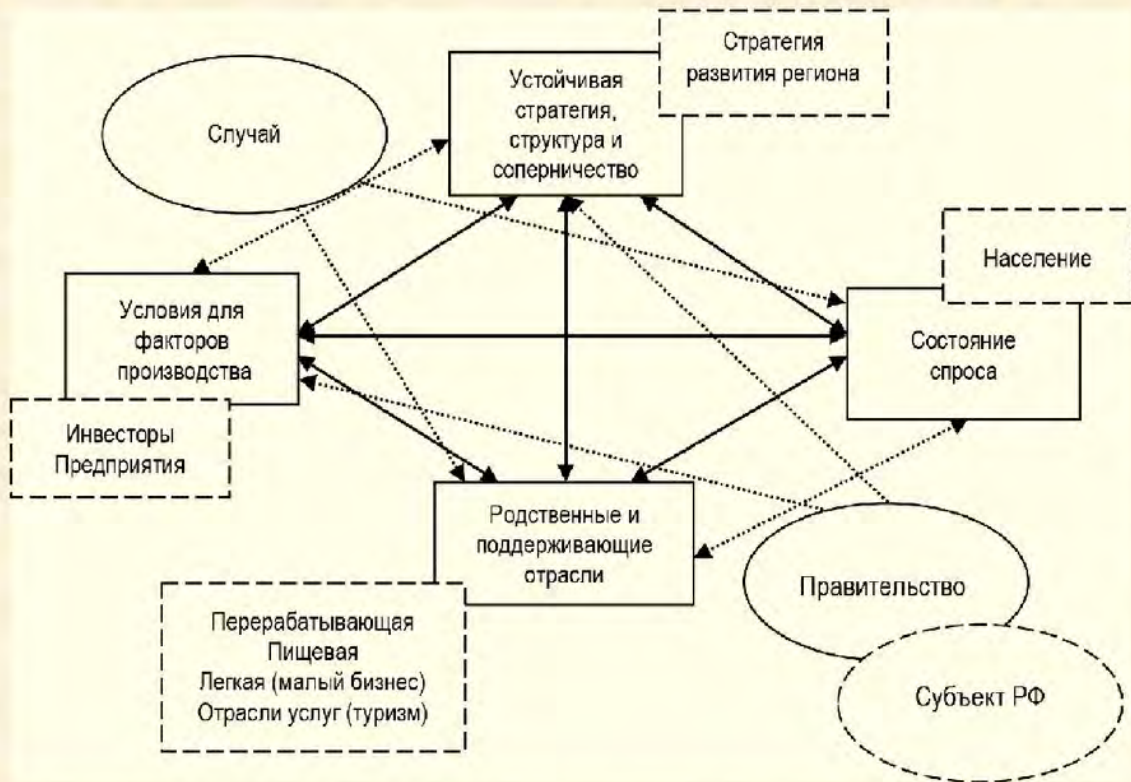 Стратегия
развития региона
Устойчивая
стратегия,
структура и
соперничество
Случай
Население
Условия для
факторов
производства
Состояние
спроса
Инвесторы
Предприятия
Родственные и
поддерживающие
отрасли
Правительство
Перерабатывающая
Пищевая
Легкая (малый бизнес)
Отрасли услуг (туризм)
Субъект РФ